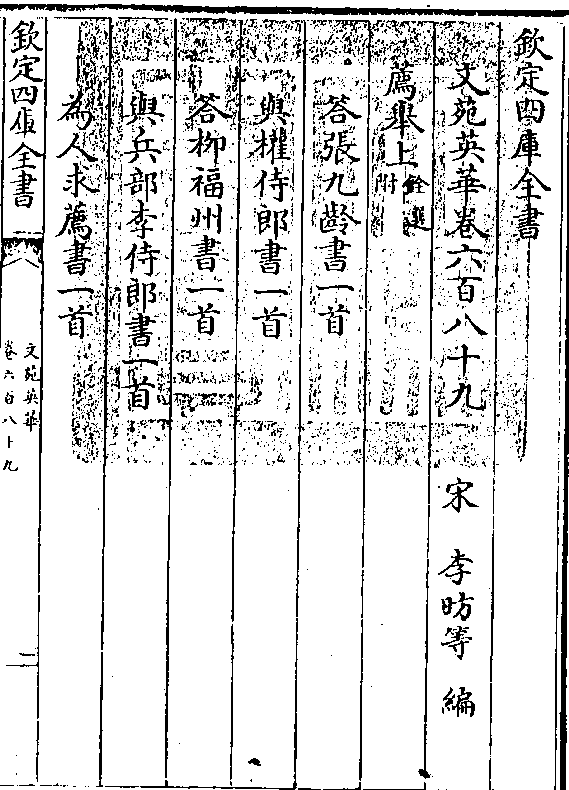 欽定四庫全書
文苑英華卷六百八十九
宋 李昉等 編
薦舉上銓選附
答張九齡書一首
與權侍郎書一首
答柳福州書一首
與兵部李侍郎書一首
為人求薦書一首
欽定四庫全書
文苑英華
卷六百八十九
二